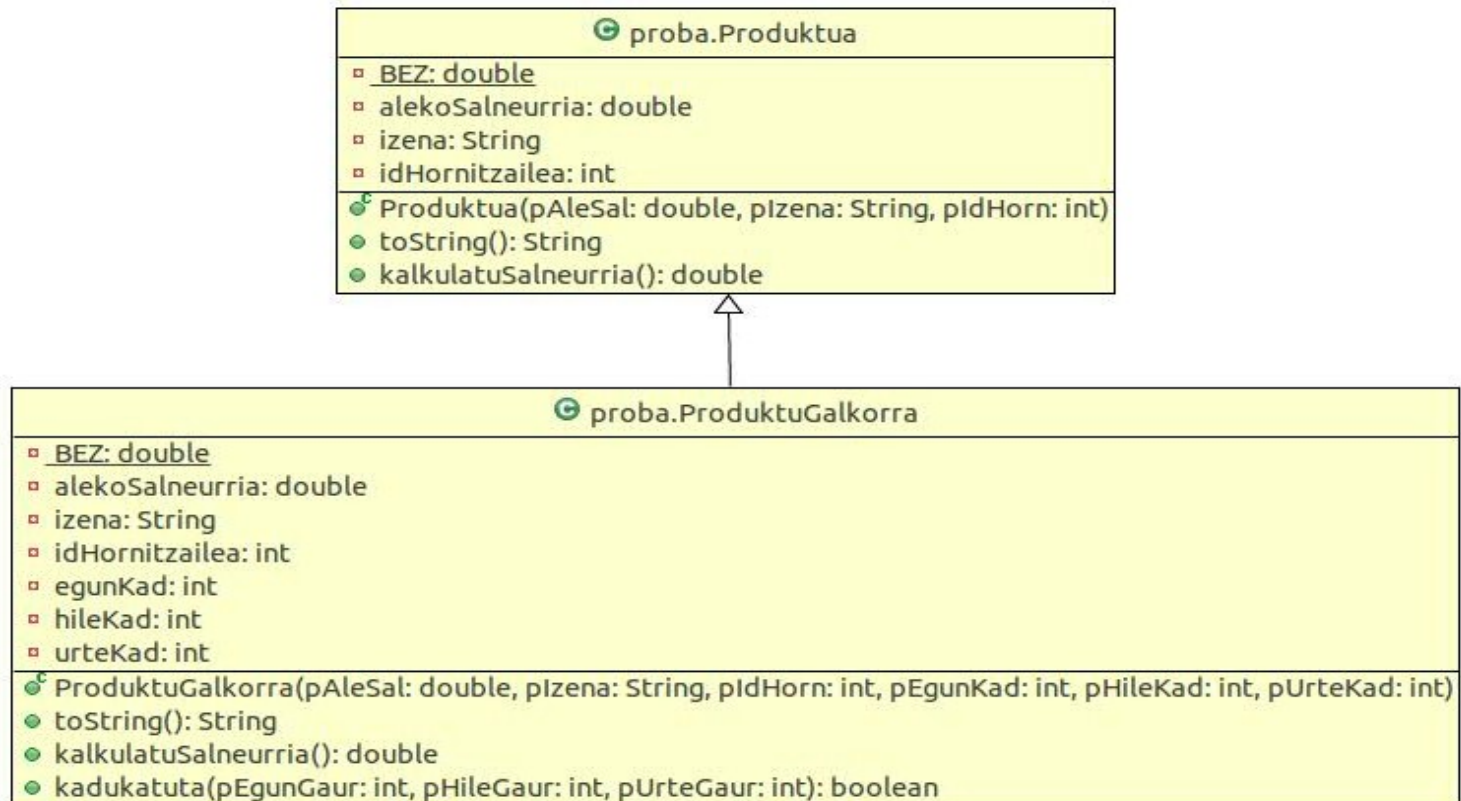 proba.Produktua
BEZ: double
alekoSalneurria: double
izena: String
idHornitzailea: int
Produktua(pAleSal: double, pIzena: String, pIdHorn: int)
toString(): String
kalkulatuSalneurria(): double
proba.ProduktuGalkorra
BEZ: double
alekoSalneurria: double
izena: String
idHornitzailea: int
egunKad: int
hileKad: int
urteKad: int
ProduktuGalkorra(pAleSal: double, pIzena: String, pIdHorn: int, pEgunKad: int, pHileKad: int, pUrteKad: int)
toString(): String
kalkulatuSalneurria(): double
kadukatuta(pEgunGaur: int, pHileGaur: int, pUrteGaur: int): boolean